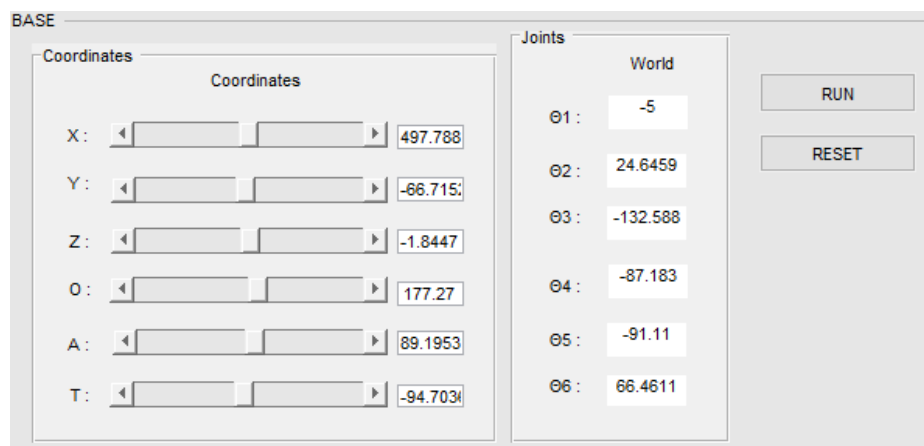 BASE
Coordinates
Coordinates
X : 497.788
Y : -66.7152
Z : -1.8447
O : 177.27
A : 89.1953
T : -94.7036
Joints
World
Θ1 : -5
Θ2 : 24.6459
Θ3 : -132.588
Θ4 : -87.183
Θ5 : -91.11
Θ6 : 66.4611
RUN
RESET